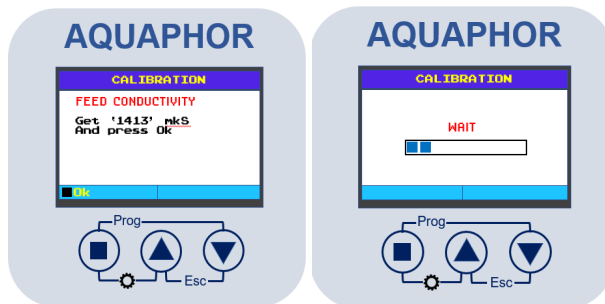 AQUAPHOR
CALIBRATION
FEED CONDUCTIVITY
Get '1413' mkS
And press Ok
Ok
Prog
Esc
AQUAPHOR
CALIBRATION
WAIT
Prog
Esc